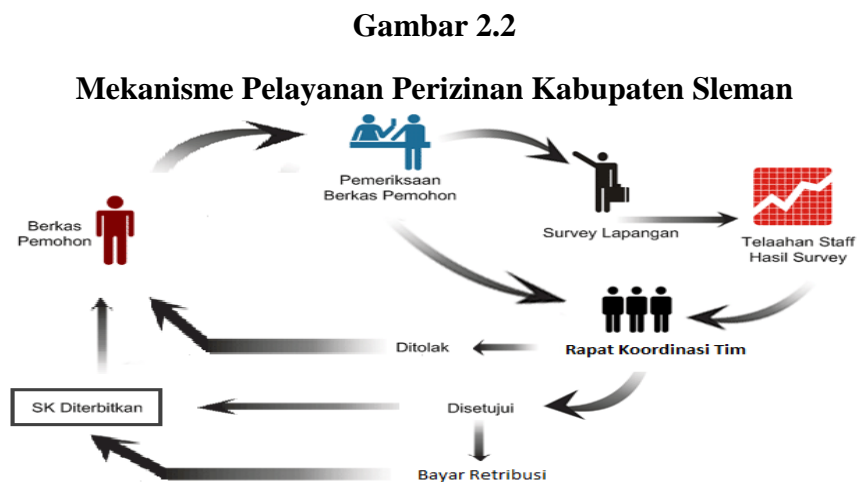 Gambar 2.2
Mekanisme Pelayanan Perizinan Kabupaten Sleman
Berkas
Pemohon
Pemeriksaan
Berkas Pemohon
Survey Lapangan
Telaahan Staff
Hasil Survey
Rapat Koordinasi Tim
Ditolak
Disetujui
SK Diterbitkan
Bayar Retribusi